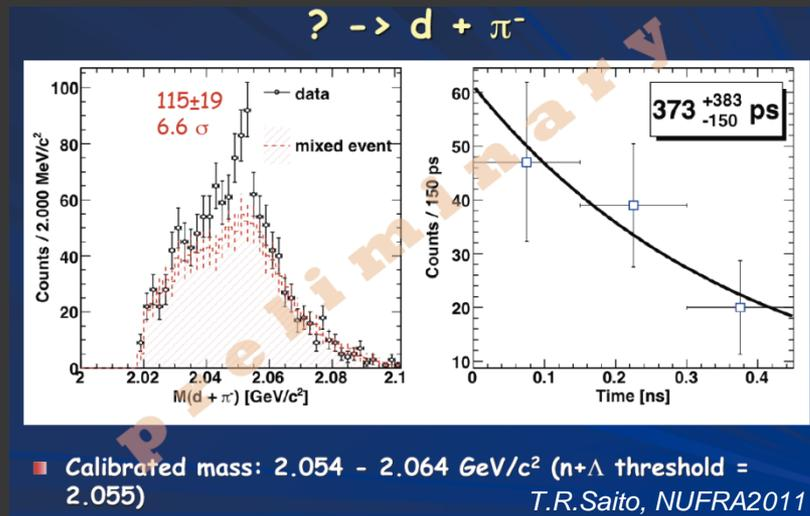 ? -> d + π⁻
115±19
6.6 σ
data
mixed event
Counts / 2.000 MeV/c²
100
80
60
40
20
0
2
2.02
2.04
2.06
2.08
2.1
M(d + π⁻) [GeV/c²]
373 +383 -150 ps
Counts / 150 ps
60
50
40
30
20
10
0
0.1
0.2
0.3
0.4
Time [ns]
preliminary
Calibrated mass: 2.054 - 2.064 GeV/c² (n+Λ threshold =
2.055)
T.R.Saito, NUFRA2011